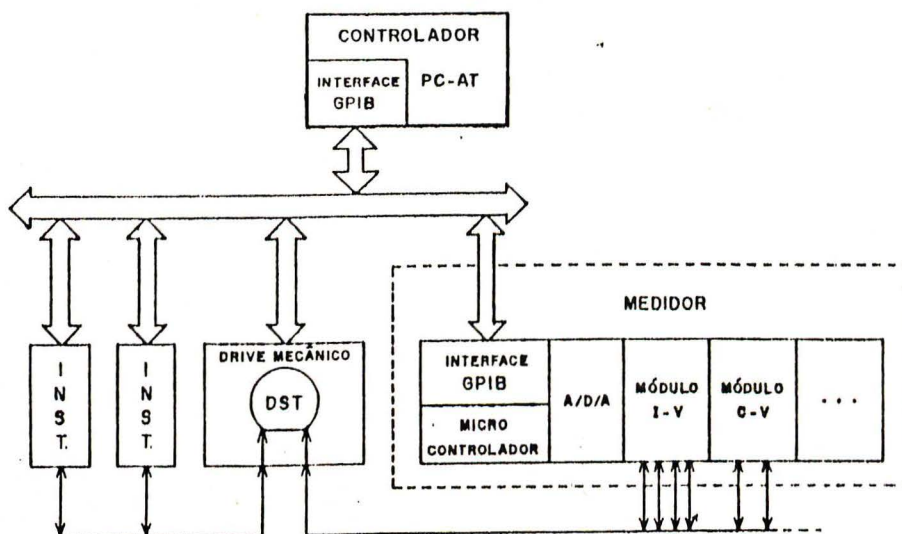 CONTROLADOR
INTERFACE
GPIB
PC-AT
MEDIDOR
I
N
S
T.
I
N
S
T.
DRIVE MECÂNICO
DST
INTERFACE
GPIB
MICRO
CONTROLADOR
A/D/A
MÓDULO
I-V
MÓDULO
C-V
...